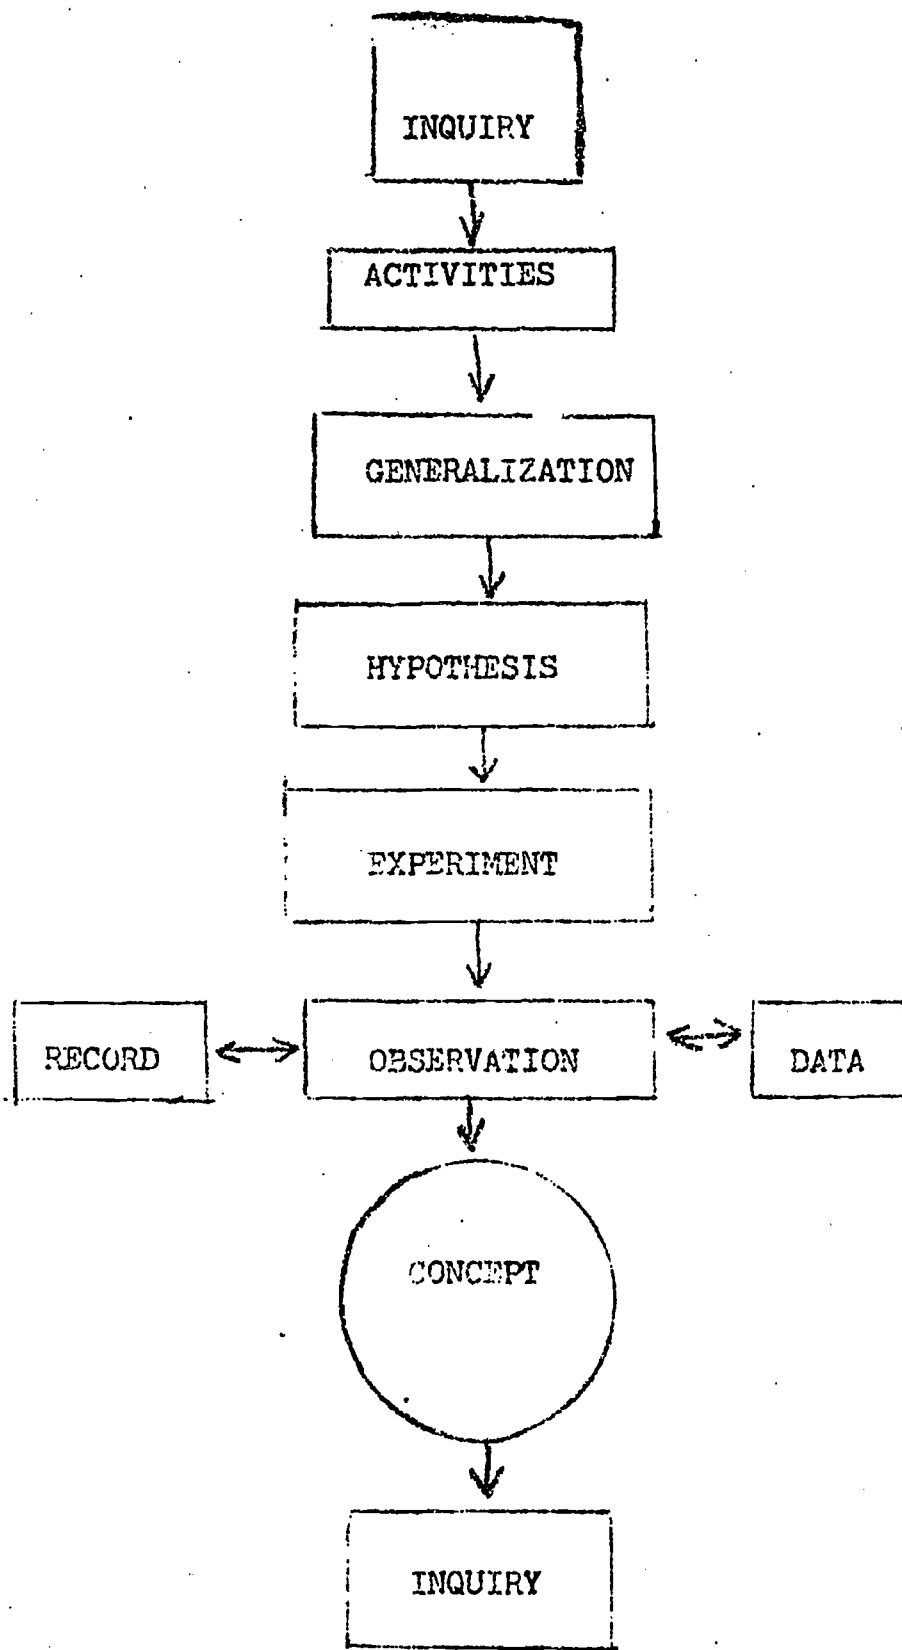 INQUIRY
ACTIVITIES
GENERALIZATION
HYPOTHESIS
EXPERIMENT
RECORD OBSERVATION DATA
CONCEPT
INQUIRY